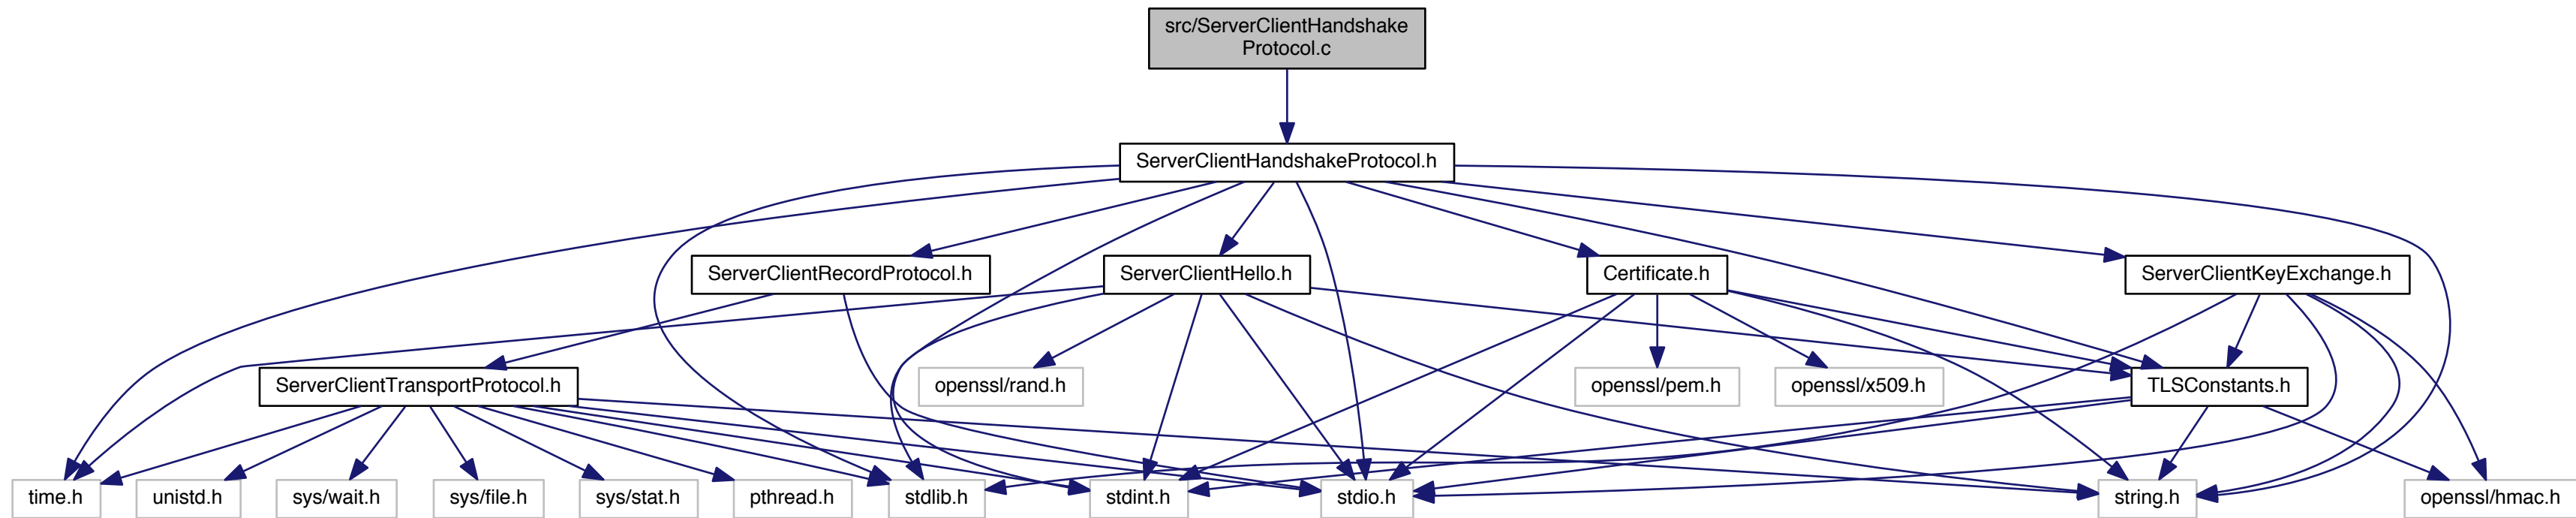 src/ServerClientHandshake
Protocol.c
ServerClientHandshakeProtocol.h
ServerClientRecordProtocol.h
ServerClientHello.h
Certificate.h
ServerClientKeyExchange.h
ServerClientTransportProtocol.h
openssl/rand.h
openssl/pem.h
openssl/x509.h
TLSConstants.h
time.h
unistd.h
sys/wait.h
sys/file.h
sys/stat.h
pthread.h
stdlib.h
stdint.h
stdio.h
string.h
openssl/hmac.h